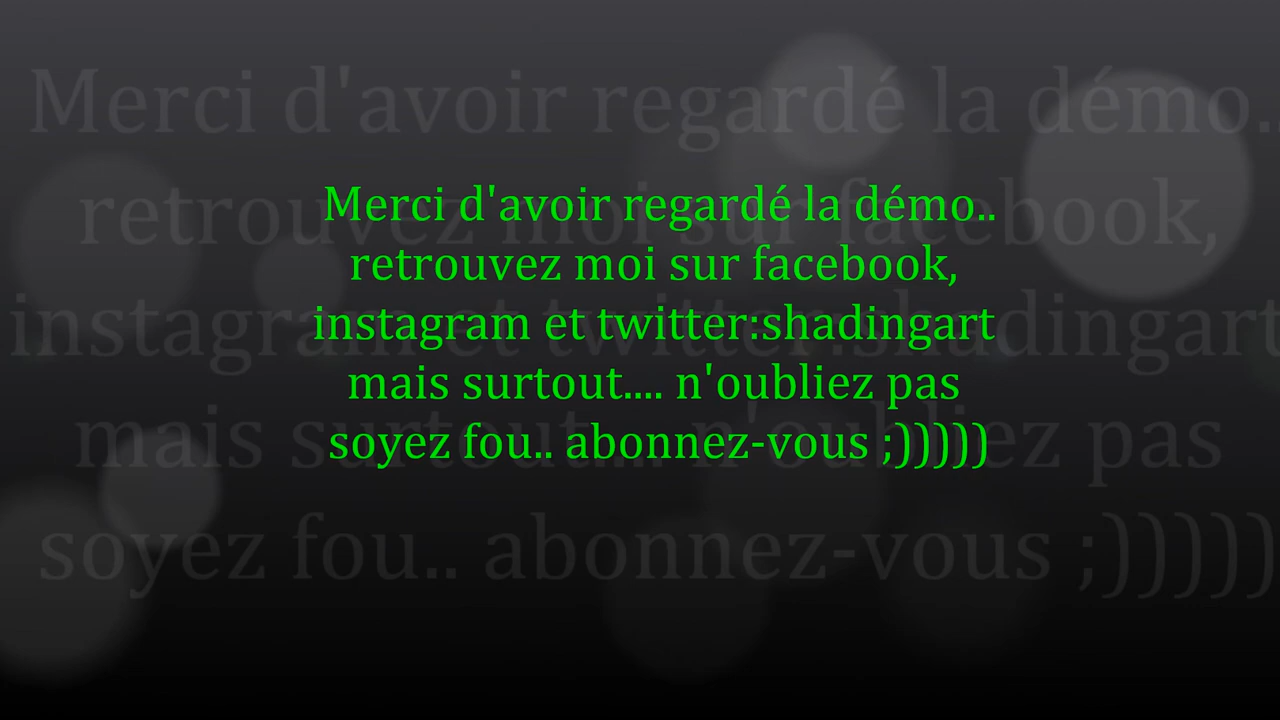 Merci d'avoir regardé la démo..
retrouvez moi sur facebook,
instagram et twitter:shadingart
mais surtout.... n'oubliez pas
soyez fou.. abonnez-vous ;)))))